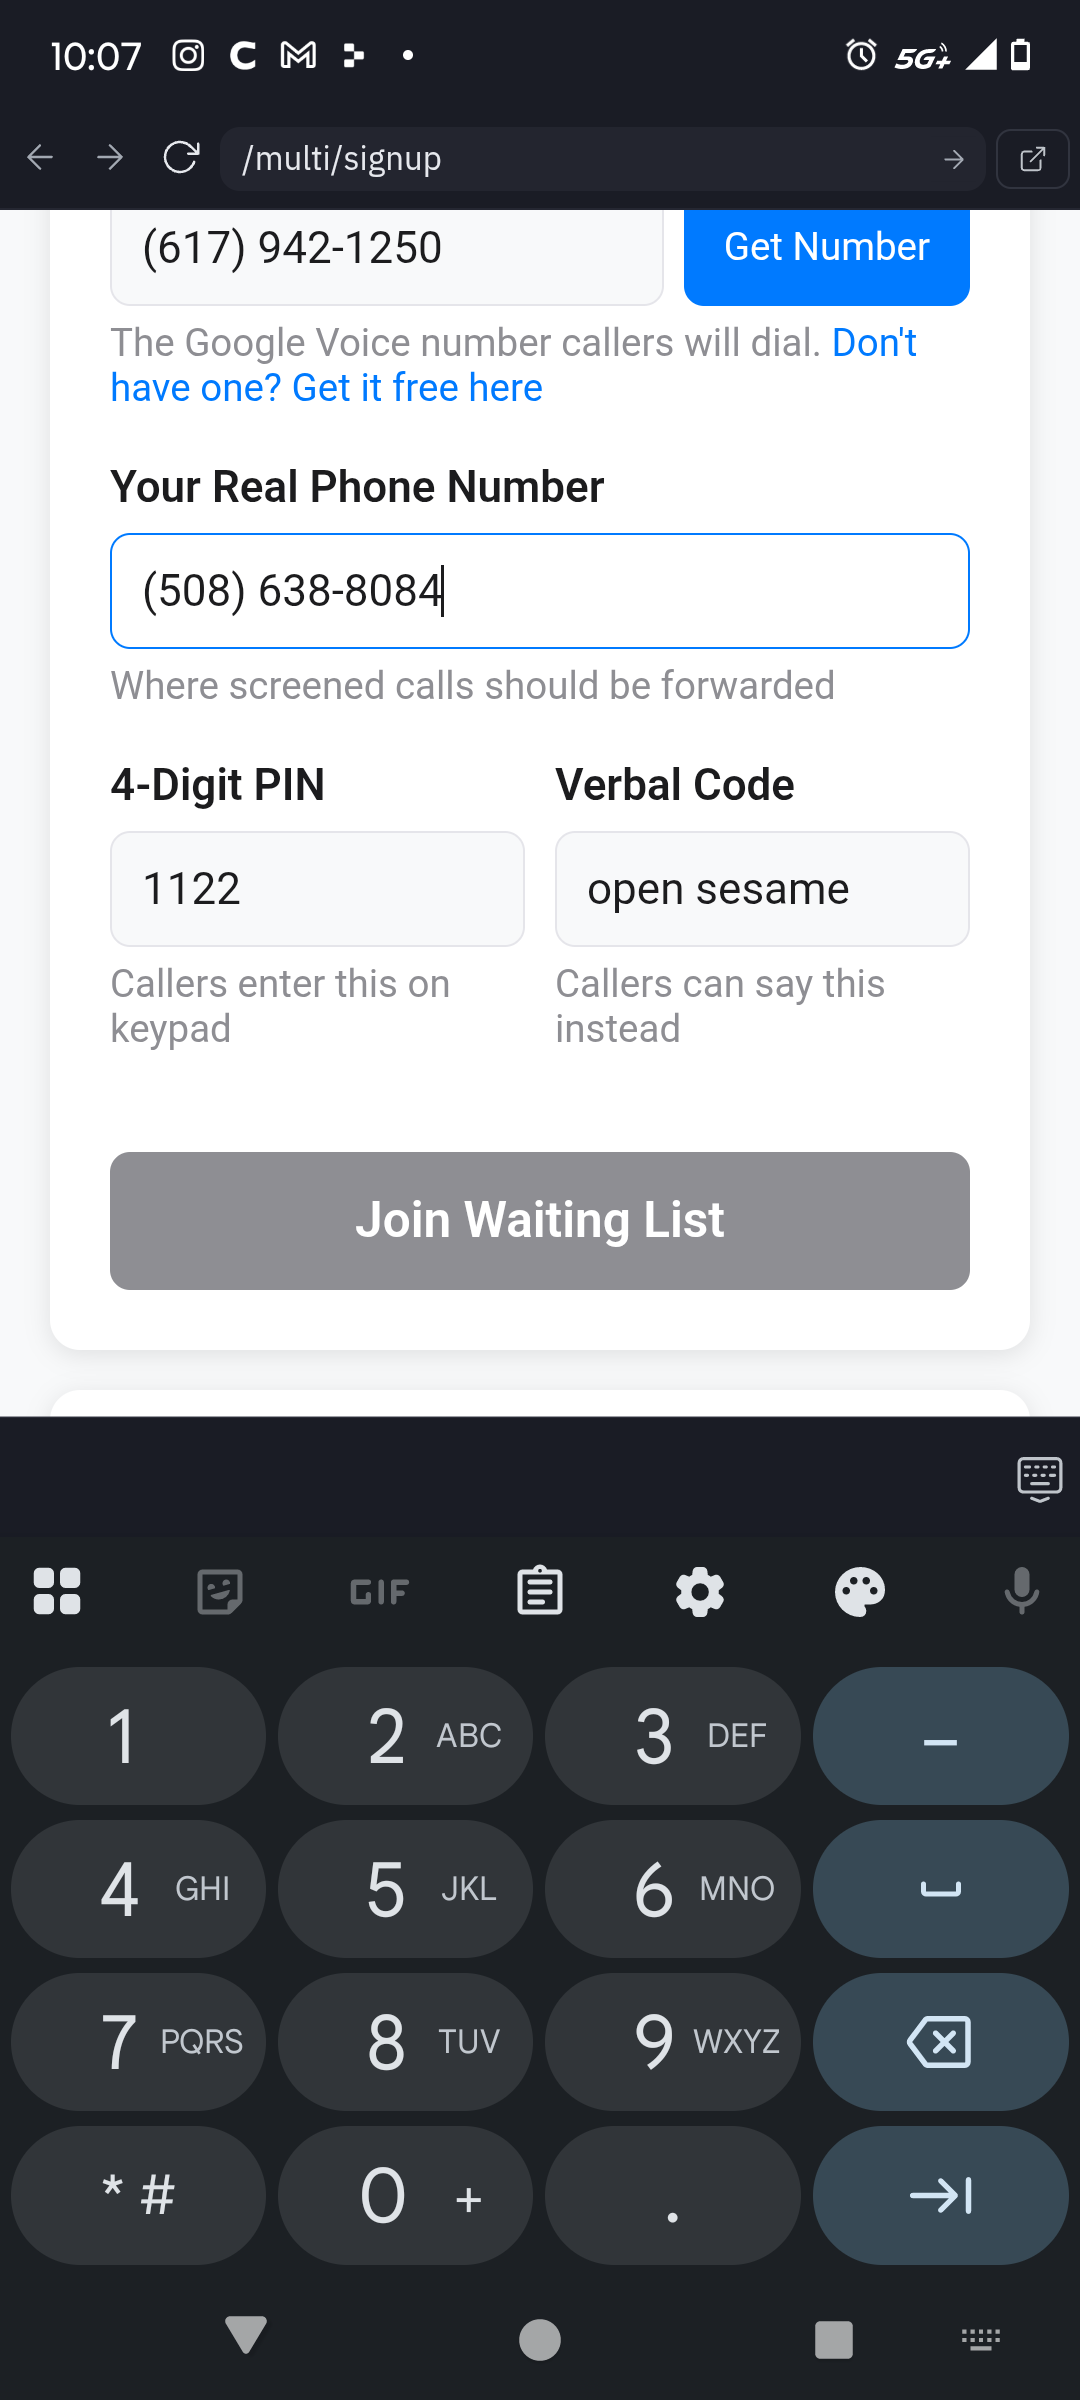 10:07
5G+
/multi/signup
(617) 942-1250
Get Number
The Google Voice number callers will dial. Don't
have one? Get it free here
Your Real Phone Number
(508) 638-8084
Where screened calls should be forwarded
4-Digit PIN
Verbal Code
1122
open sesame
Callers enter this on
keypad
Callers can say this
instead
Join Waiting List
GIF
1
2 ABC
3 DEF
–
4 GHI
5 JKL
6 MNO
7 PQRS
8 TUV
9 WXYZ
* #
0 +
.